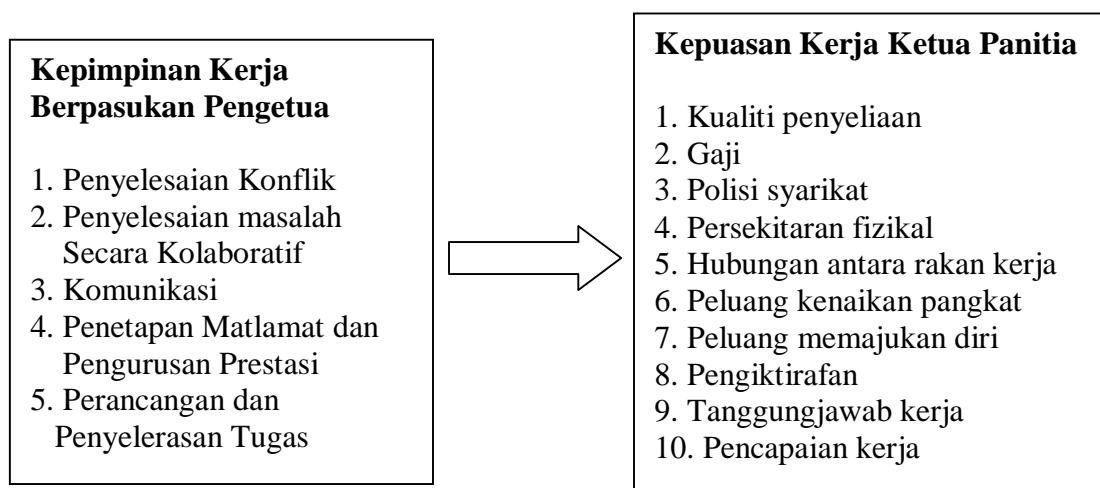 Kepimpinan Kerja
Berpasukan Pengetua
1. Penyelesaian Konflik
2. Penyelesaian masalah
Secara Kolaboratif
3. Komunikasi
4. Penetapan Matlamat dan
Pengurusan Prestasi
5. Perancangan dan
Penyelerasan Tugas
Kepuasan Kerja Ketua Panitia
1. Kualiti penyeliaan
2. Gaji
3. Polisi syarikat
4. Persekitaran fizikal
5. Hubungan antara rakan kerja
6. Peluang kenaikan pangkat
7. Peluang memajukan diri
8. Pengiktirafan
9. Tanggungjawab kerja
10. Pencapaian kerja